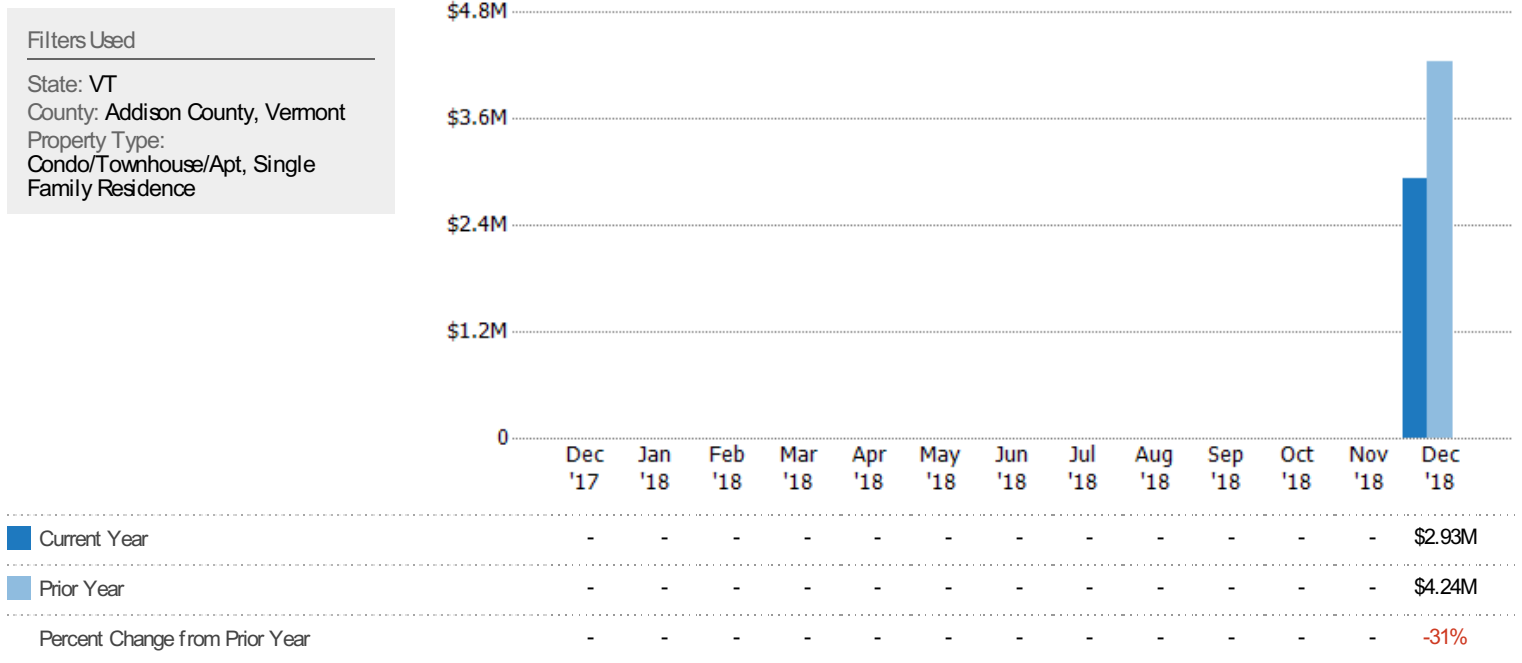 Filters Used
State: VT
County: Addison County, Vermont
Property Type:
Condo/Townhouse/Apt, Single
Family Residence
$4.8M
$3.6M
$2.4M
$1.2M
0
Dec Jan Feb Mar Apr May Jun Jul Aug Sep Oct Nov Dec
'17 '18 '18 '18 '18 '18 '18 '18 '18 '18 '18 '18 '18
Current Year - - - - - - - - - - - - $2.93M
Prior Year - - - - - - - - - - - - $4.24M
Percent Change from Prior Year - - - - - - - - - - - - -31%